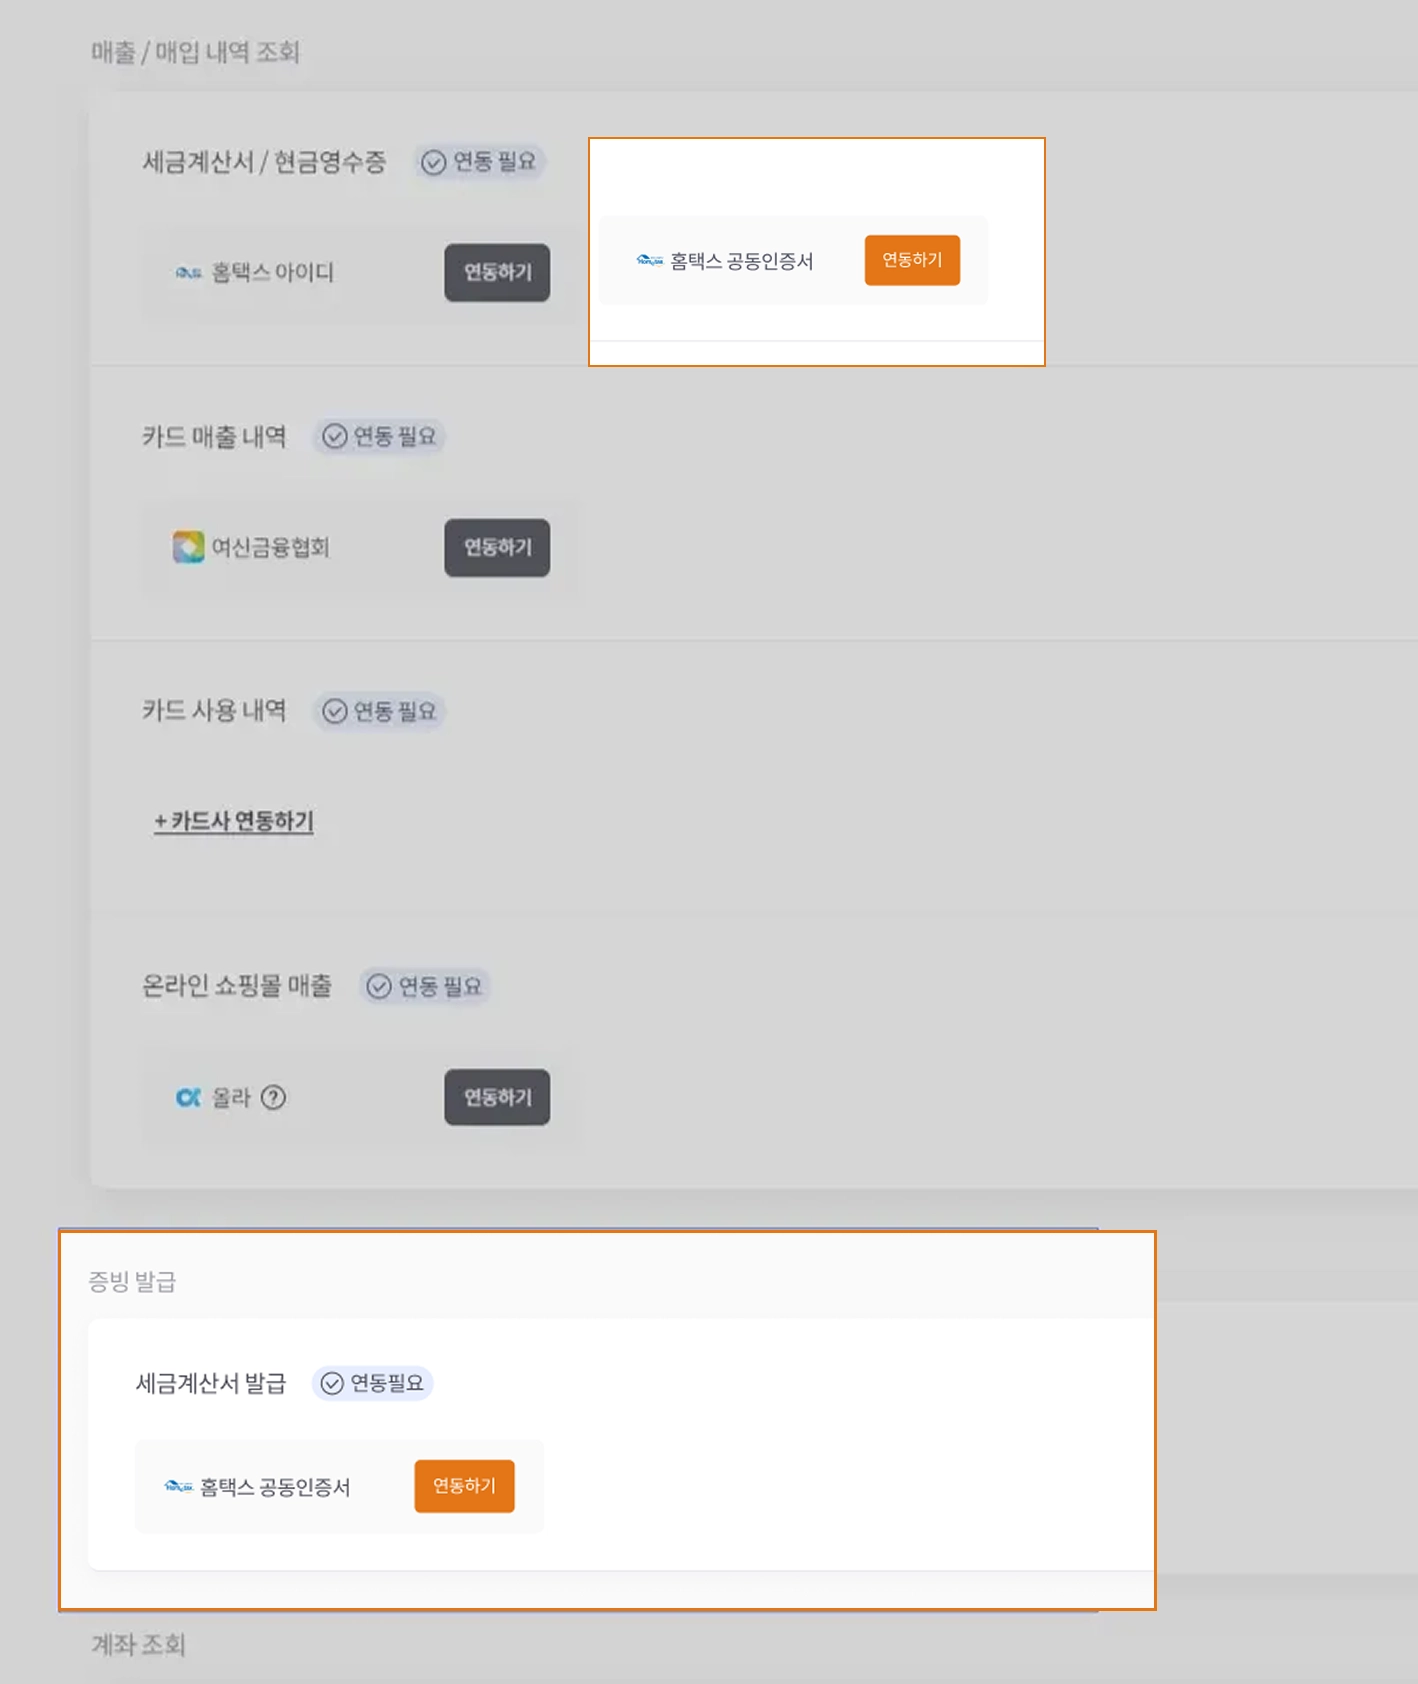 매출 / 매입 내역 조회
세금계산서 / 현금영수증 연동 필요
홈택스 아이디 연동하기
홈택스 공동인증서 연동하기
카드 매출 내역 연동 필요
여신금융협회 연동하기
카드 사용 내역 연동 필요
+ 카드사 연동하기
온라인 쇼핑몰 매출 연동 필요
올라 ? 연동하기
증빙 발급
세금계산서 발급 연동필요
홈택스 공동인증서 연동하기
계좌 조회